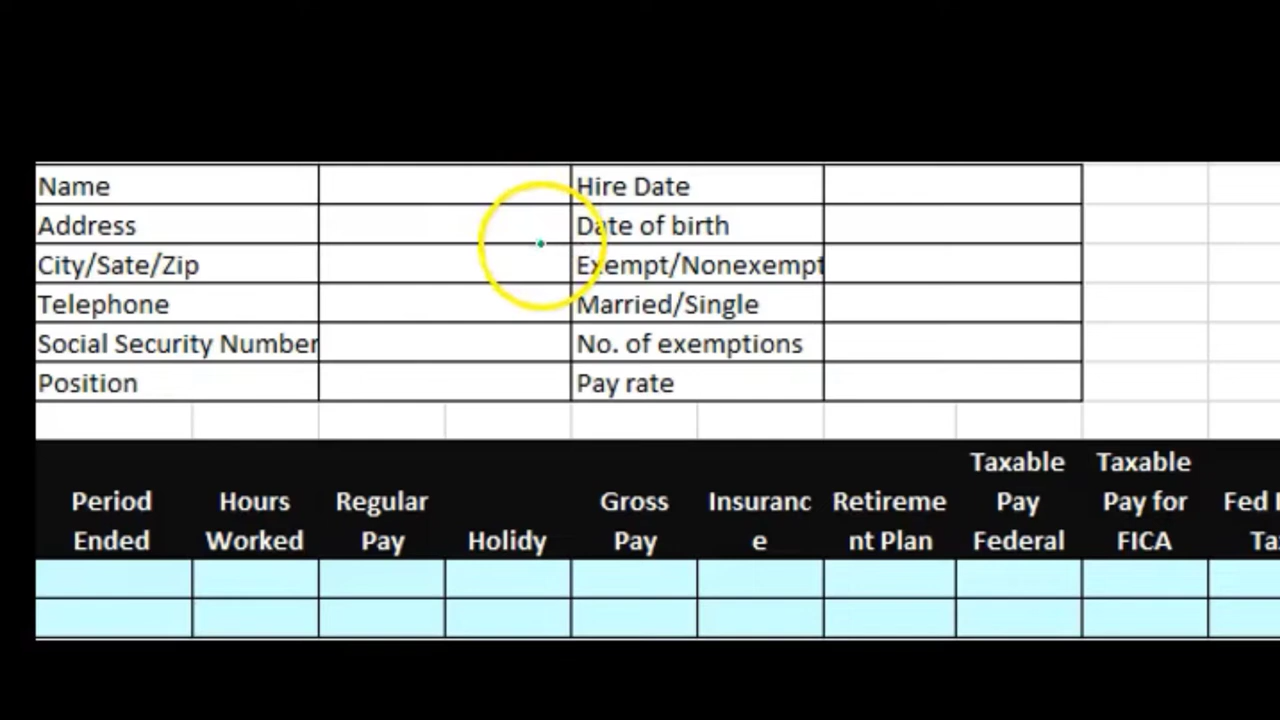 Name Hire Date
Address Date of birth
City/Sate/Zip Exempt/Nonexempt
Telephone Married/Single
Social Security Number No. of exemptions
Position Pay rate
Taxable Taxable
Period Hours Regular Gross Insuranc Retireme Pay Pay for Fed
Ended Worked Pay Holidy Pay e nt Plan Federal FICA